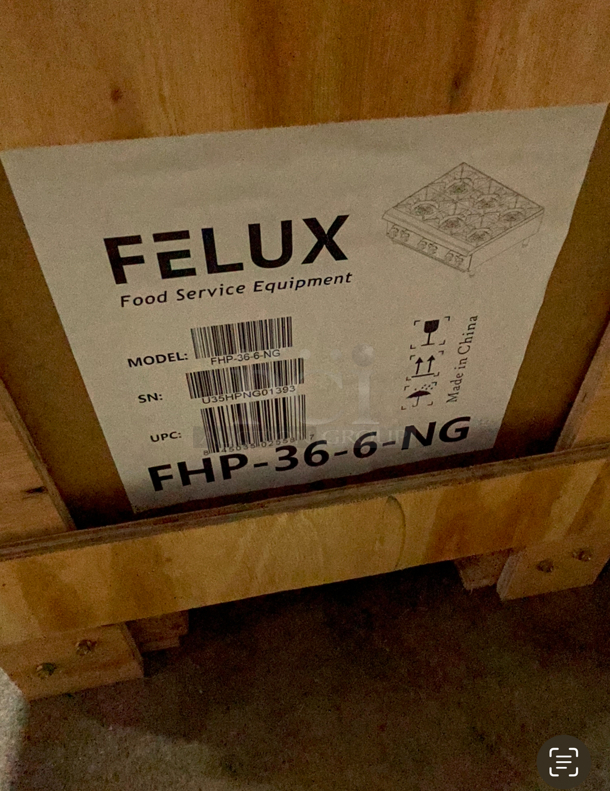 FELUX
Food Service Equipment
MODEL:
FHP-36-6-NG
SN:
U35HPNG01393
UPC:
FHP-36-6-NG
Made in China
GROUP